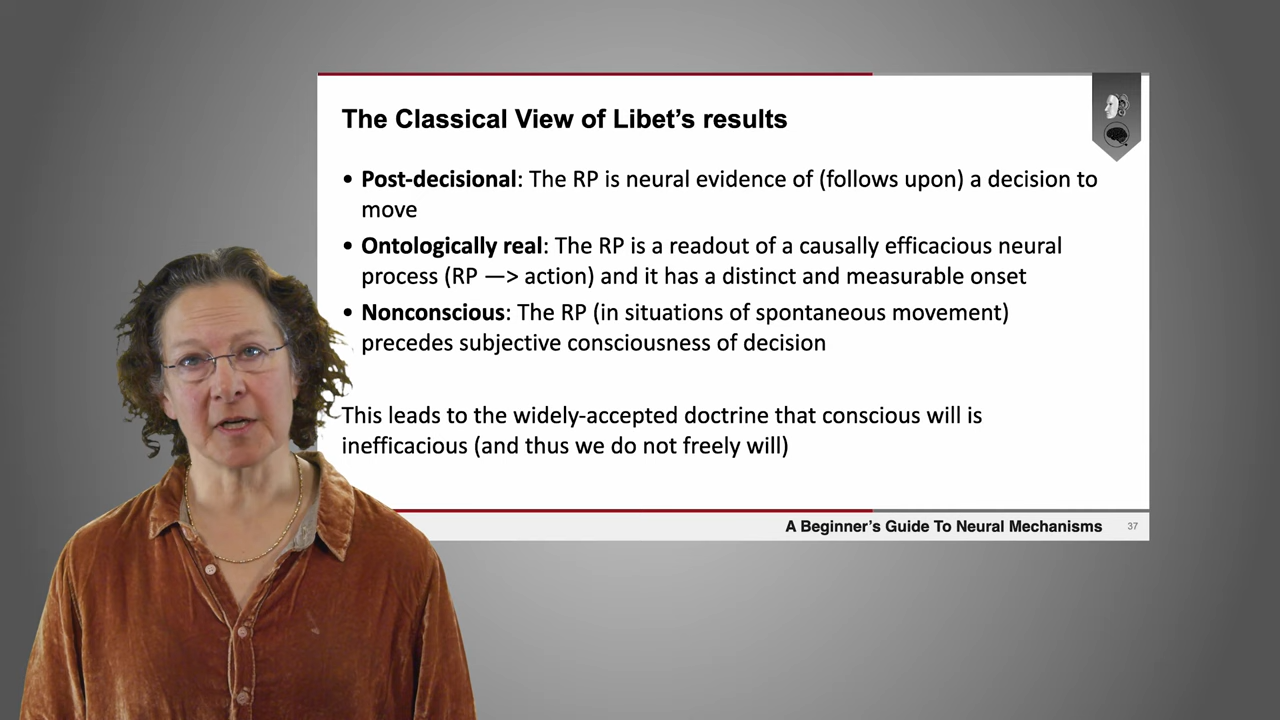 The Classical View of Libet's results
• Post-decisional: The RP is neural evidence of (follows upon) a decision to
move
• Ontologically real: The RP is a readout of a causally efficacious neural
process (RP —> action) and it has a distinct and measurable onset
• Nonconscious: The RP (in situations of spontaneous movement)
precedes subjective consciousness of decision
This leads to the widely-accepted doctrine that conscious will is
inefficacious (and thus we do not freely will)
A Beginner's Guide To Neural Mechanisms 37